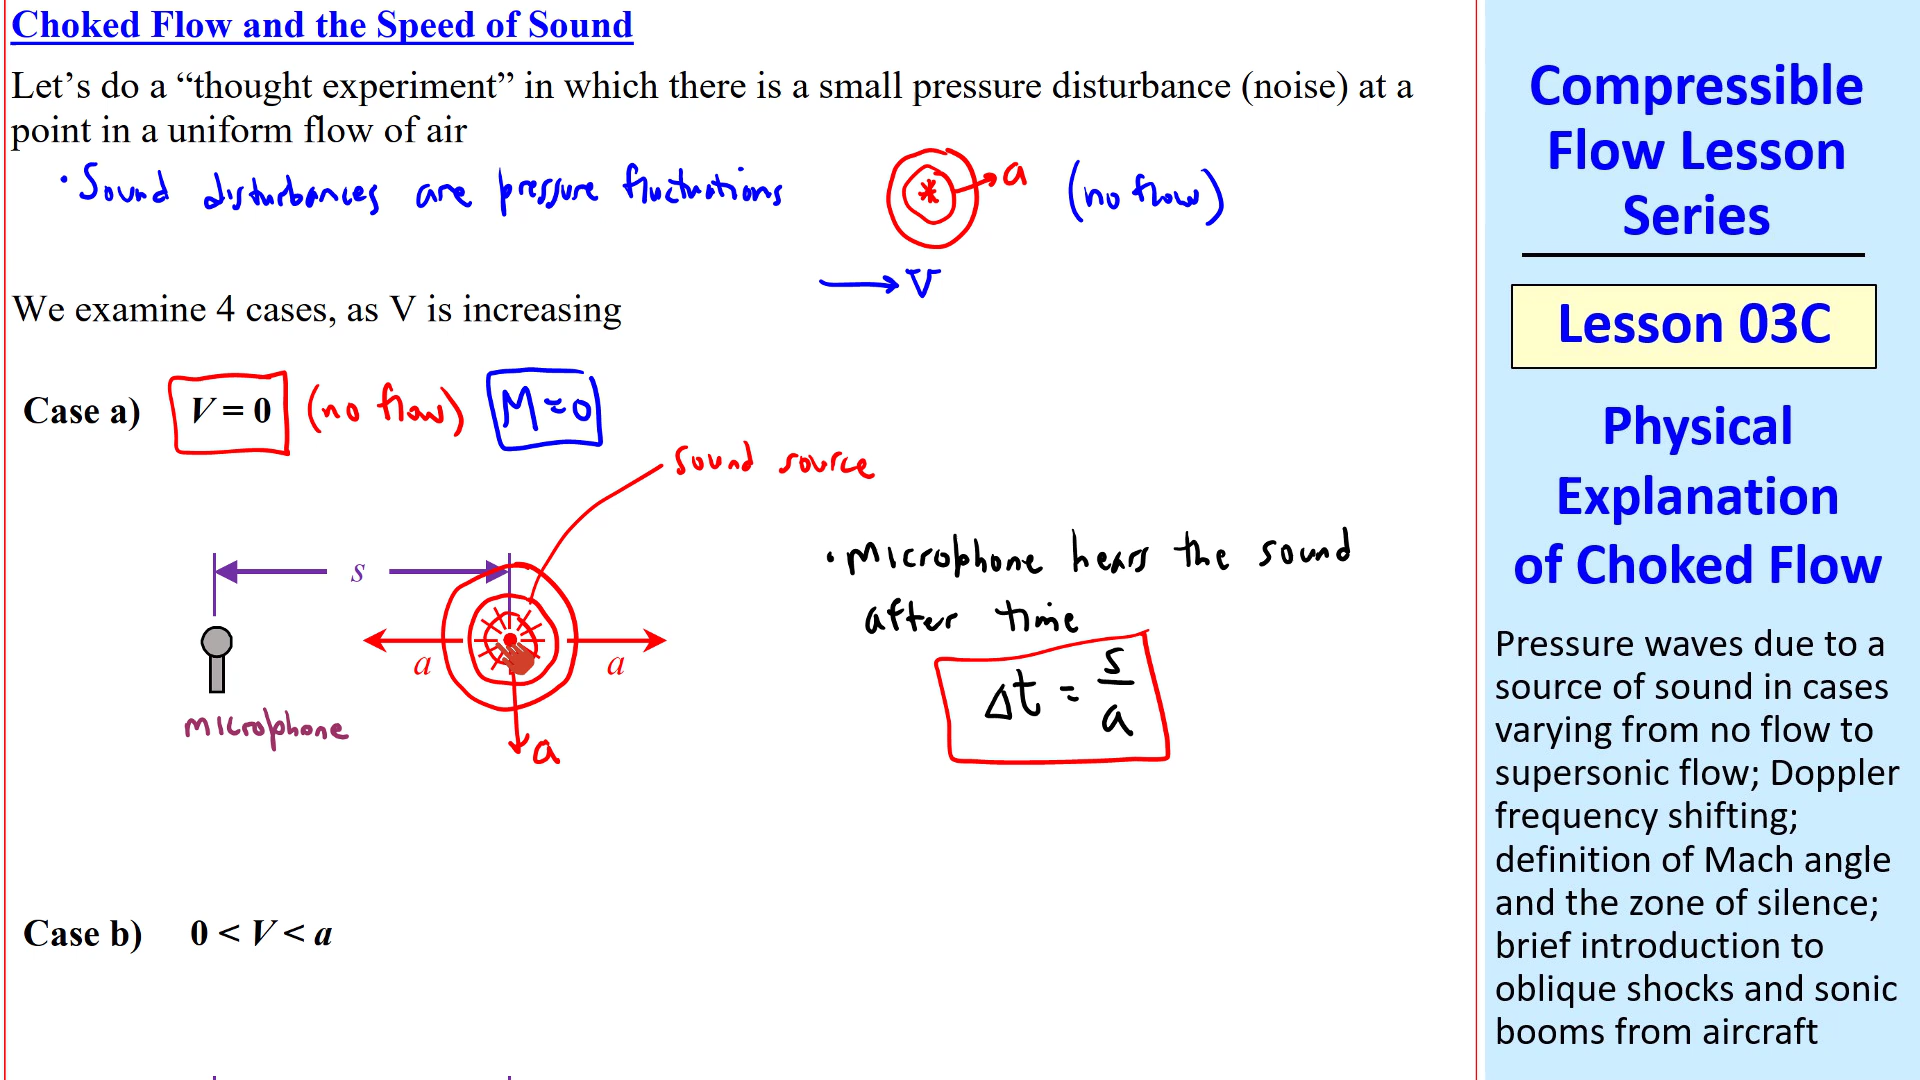 Choked Flow and the Speed of Sound
Let’s do a “thought experiment” in which there is a small pressure disturbance (noise) at a
point in a uniform flow of air
• Sound disturbances are pressure fluctuations
* a (no flow)
V
We examine 4 cases, as V is increasing
Case a) V = 0 (no flow) M = 0
sound source
s
a a
a
microphone
• Microphone hears the sound
after time
Δt = s/a
Case b) 0 < V < a
Compressible
Flow Lesson
Series
Lesson 03C
Physical
Explanation
of Choked Flow
Pressure waves due to a
source of sound in cases
varying from no flow to
supersonic flow; Doppler
frequency shifting;
definition of Mach angle
and the zone of silence;
brief introduction to
oblique shocks and sonic
booms from aircraft